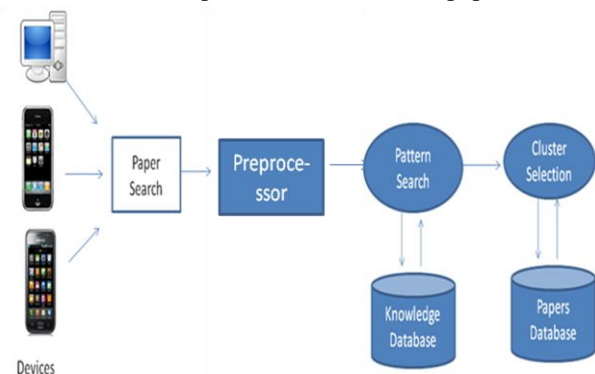 Paper
Search
Preproce-
ssor
Pattern
Search
Cluster
Selection
Knowledge
Database
Papers
Database
Devices